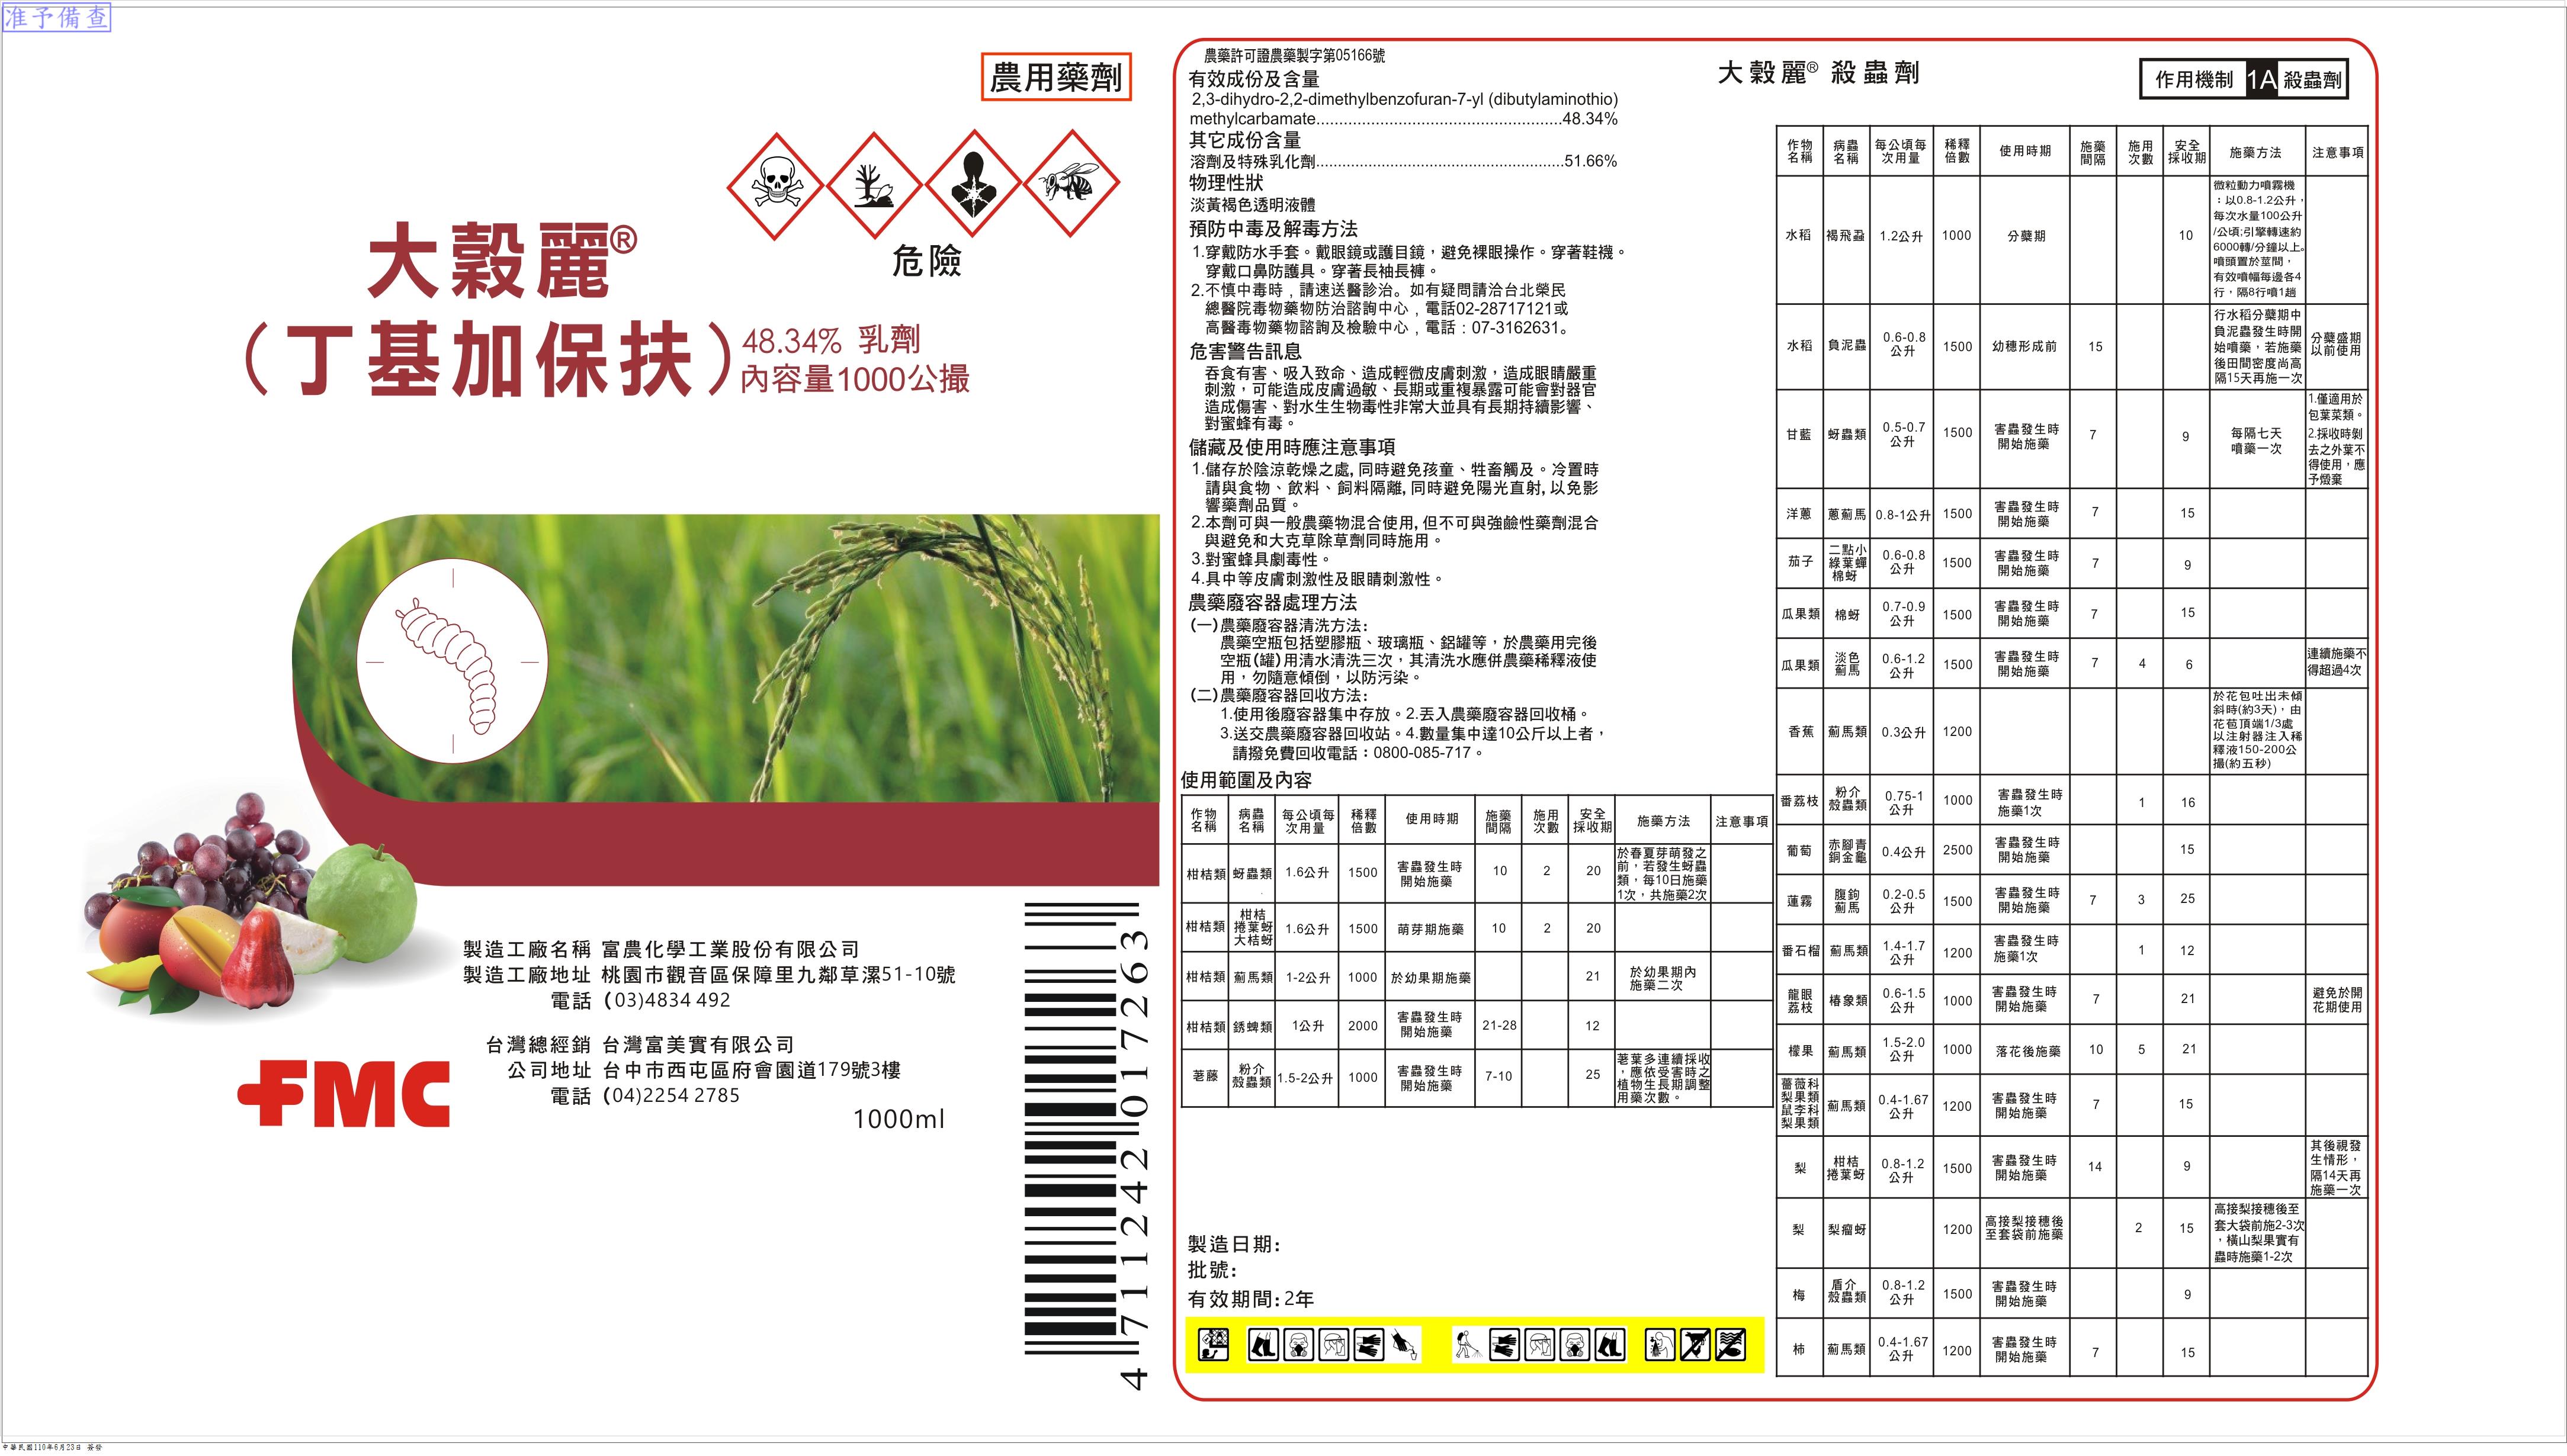 准予備查
農用藥劑
危險
大穀麗®
(丁基加保扶)
48.34% 乳劑
內容量1000公撮
製造工廠名稱 富農化學工業股份有限公司
製造工廠地址 桃園市觀音區保障里九鄰草漯51-10號
電話 (03)4834 492
台灣總經銷 台灣富美實有限公司
公司地址 台中市西屯區府會園道179號3樓
電話 (04)2254 2785
FMC
1000ml
4 711242 017263
農藥許可證農藥製字第05166號
有效成份及含量
2,3-dihydro-2,2-dimethylbenzofuran-7-yl (dibutylaminothio)
methylcarbamate......................................................48.34%
其它成份含量
溶劑及特殊乳化劑......................................................51.66%
物理性狀
淡黃褐色透明液體
預防中毒及解毒方法
1.穿戴防水手套。戴眼鏡或護目鏡，避免裸眼操作。穿著鞋襪。
穿戴口鼻防護具。穿著長袖長褲。
2.不慎中毒時，請速送醫診治。如有疑問請洽台北榮民
總醫院毒物藥物防治諮詢中心，電話02-28717121或
高醫毒物藥物諮詢及檢驗中心，電話：07-3162631。
危害警告訊息
吞食有害、吸入致命、造成輕微皮膚刺激，造成眼睛嚴重
刺激，可能造成皮膚過敏、長期或重複暴露可能會對器官
造成傷害、對水生生物毒性非常大並具有長期持續影響、
對蜜蜂有毒。
儲藏及使用時應注意事項
1.儲存於陰涼乾燥之處,同時避免孩童、牲畜觸及。冷置時
請與食物、飲料、飼料隔離,同時避免陽光直射,以免影
響藥劑品質。
2.本劑可與一般農藥物混合使用,但不可與強鹼性藥劑混合
與避免和大克草除草劑同時施用。
3.對蜜蜂具劇毒性。
4.具中等皮膚刺激性及眼睛刺激性。
農藥廢容器處理方法
(一)農藥廢容器清洗方法:
農藥空瓶包括塑膠瓶、玻璃瓶、鋁罐等，於農藥用完後
空瓶(罐)用清水清洗三次，其清洗水應併農藥稀釋液使
用，勿隨意傾倒，以防污染。
(二)農藥廢容器回收方法:
1.使用後廢容器集中存放。2.丟入農藥廢容器回收桶。
3.送交農藥廢容器回收站。4.數量集中達10公斤以上者，
請撥免費回收電話：0800-085-717。
使用範圍及內容
作物名稱 病蟲名稱 每公頃每次用量 稀釋倍數 使用時期 施藥間隔 施用次數 安全採收期 施藥方法 注意事項
柑桔類 蚜蟲類 1.6公升 1500 害蟲發生時開始施藥 10 2 20 於春夏芽萌發之前，若發生蚜蟲類，每10日施藥1次，共施藥2次
柑桔類 柑桔捲葉蚜大桔蚜 1.6公升 1500 萌芽期施藥 10 2 20
柑桔類 薊馬類 1-2公升 1000 於幼果期施藥 21 於幼果期內施藥二次
柑桔類 銹蜱類 1公升 2000 害蟲發生時開始施藥 21-28 12
荖藤 粉介殼蟲類 1.5-2公升 1000 害蟲發生時開始施藥 7-10 25 荖葉多連續採收，應依受害時之植物生長期調整用藥次數。
製造日期:
批號:
有效期間:2年
大穀麗® 殺蟲劑
作用機制 1A 殺蟲劑
作物名稱 病蟲名稱 每公頃每次用量 稀釋倍數 使用時期 施藥間隔 施用次數 安全採收期 施藥方法 注意事項
水稻 褐飛蝨 1.2公升 1000 分蘗期 10 微粒動力噴霧機：以0.8-1.2公升，每次水量100公升/公頃;引擎轉速約6000轉/分鐘以上。噴頭置於莖間，有效噴幅每邊各4行，隔8行噴1趟
水稻 負泥蟲 0.6-0.8公升 1500 幼穗形成前 15 行水稻分蘗期中負泥蟲發生時開始噴藥，若施藥後田間密度尚高隔15天再施一次 分蘗盛期以前使用
甘藍 蚜蟲類 0.5-0.7公升 1500 害蟲發生時開始施藥 7 9 每隔七天噴藥一次 1.僅適用於包葉菜類。2.採收時剝去之外葉不得使用，應予燬棄
洋蔥 蔥薊馬 0.8-1公升 1500 害蟲發生時開始施藥 7 15
茄子 二點小綠葉蟬棉蚜 0.6-0.8公升 1500 害蟲發生時開始施藥 7 9
瓜果類 棉蚜 0.7-0.9公升 1500 害蟲發生時開始施藥 7 15
瓜果類 淡色薊馬 0.6-1.2公升 1500 害蟲發生時開始施藥 7 4 6 連續施藥不得超過4次
香蕉 薊馬類 0.3公升 1200 於花包吐出未傾斜時(約3天)，由花苞頂端1/3處以注射器注入稀釋液150-200公撮(約五秒)
番荔枝 粉介殼蟲類 0.75-1公升 1000 害蟲發生時施藥1次 1 16
葡萄 赤腳青銅金龜 0.4公升 2500 害蟲發生時開始施藥 15
蓮霧 腹鉤薊馬 0.2-0.5公升 1500 害蟲發生時開始施藥 7 3 25
番石榴 薊馬類 1.4-1.7公升 1200 害蟲發生時施藥1次 1 12
龍眼荔枝 椿象類 0.6-1.5公升 1000 害蟲發生時開始施藥 7 21 避免於開花期使用
檬果 薊馬類 1.5-2.0公升 1000 落花後施藥 10 5 21
薔薇科梨果類鼠李科梨果類 薊馬類 0.4-1.67公升 1200 害蟲發生時開始施藥 7 15
梨 柑桔捲葉蚜 0.8-1.2公升 1500 害蟲發生時開始施藥 14 9 其後視發生情形，隔14天再施藥一次
梨 梨瘤蚜 1200 高接梨接穗後至套袋前施藥 2 15 高接梨接穗後至套大袋前施2-3次，橫山梨果實有蟲時施藥1-2次
梅 盾介殼蟲類 0.8-1.2公升 1500 害蟲發生時開始施藥 9
柿 薊馬類 0.4-1.67公升 1200 害蟲發生時開始施藥 7 15
中華民國110年6月23日 簽發